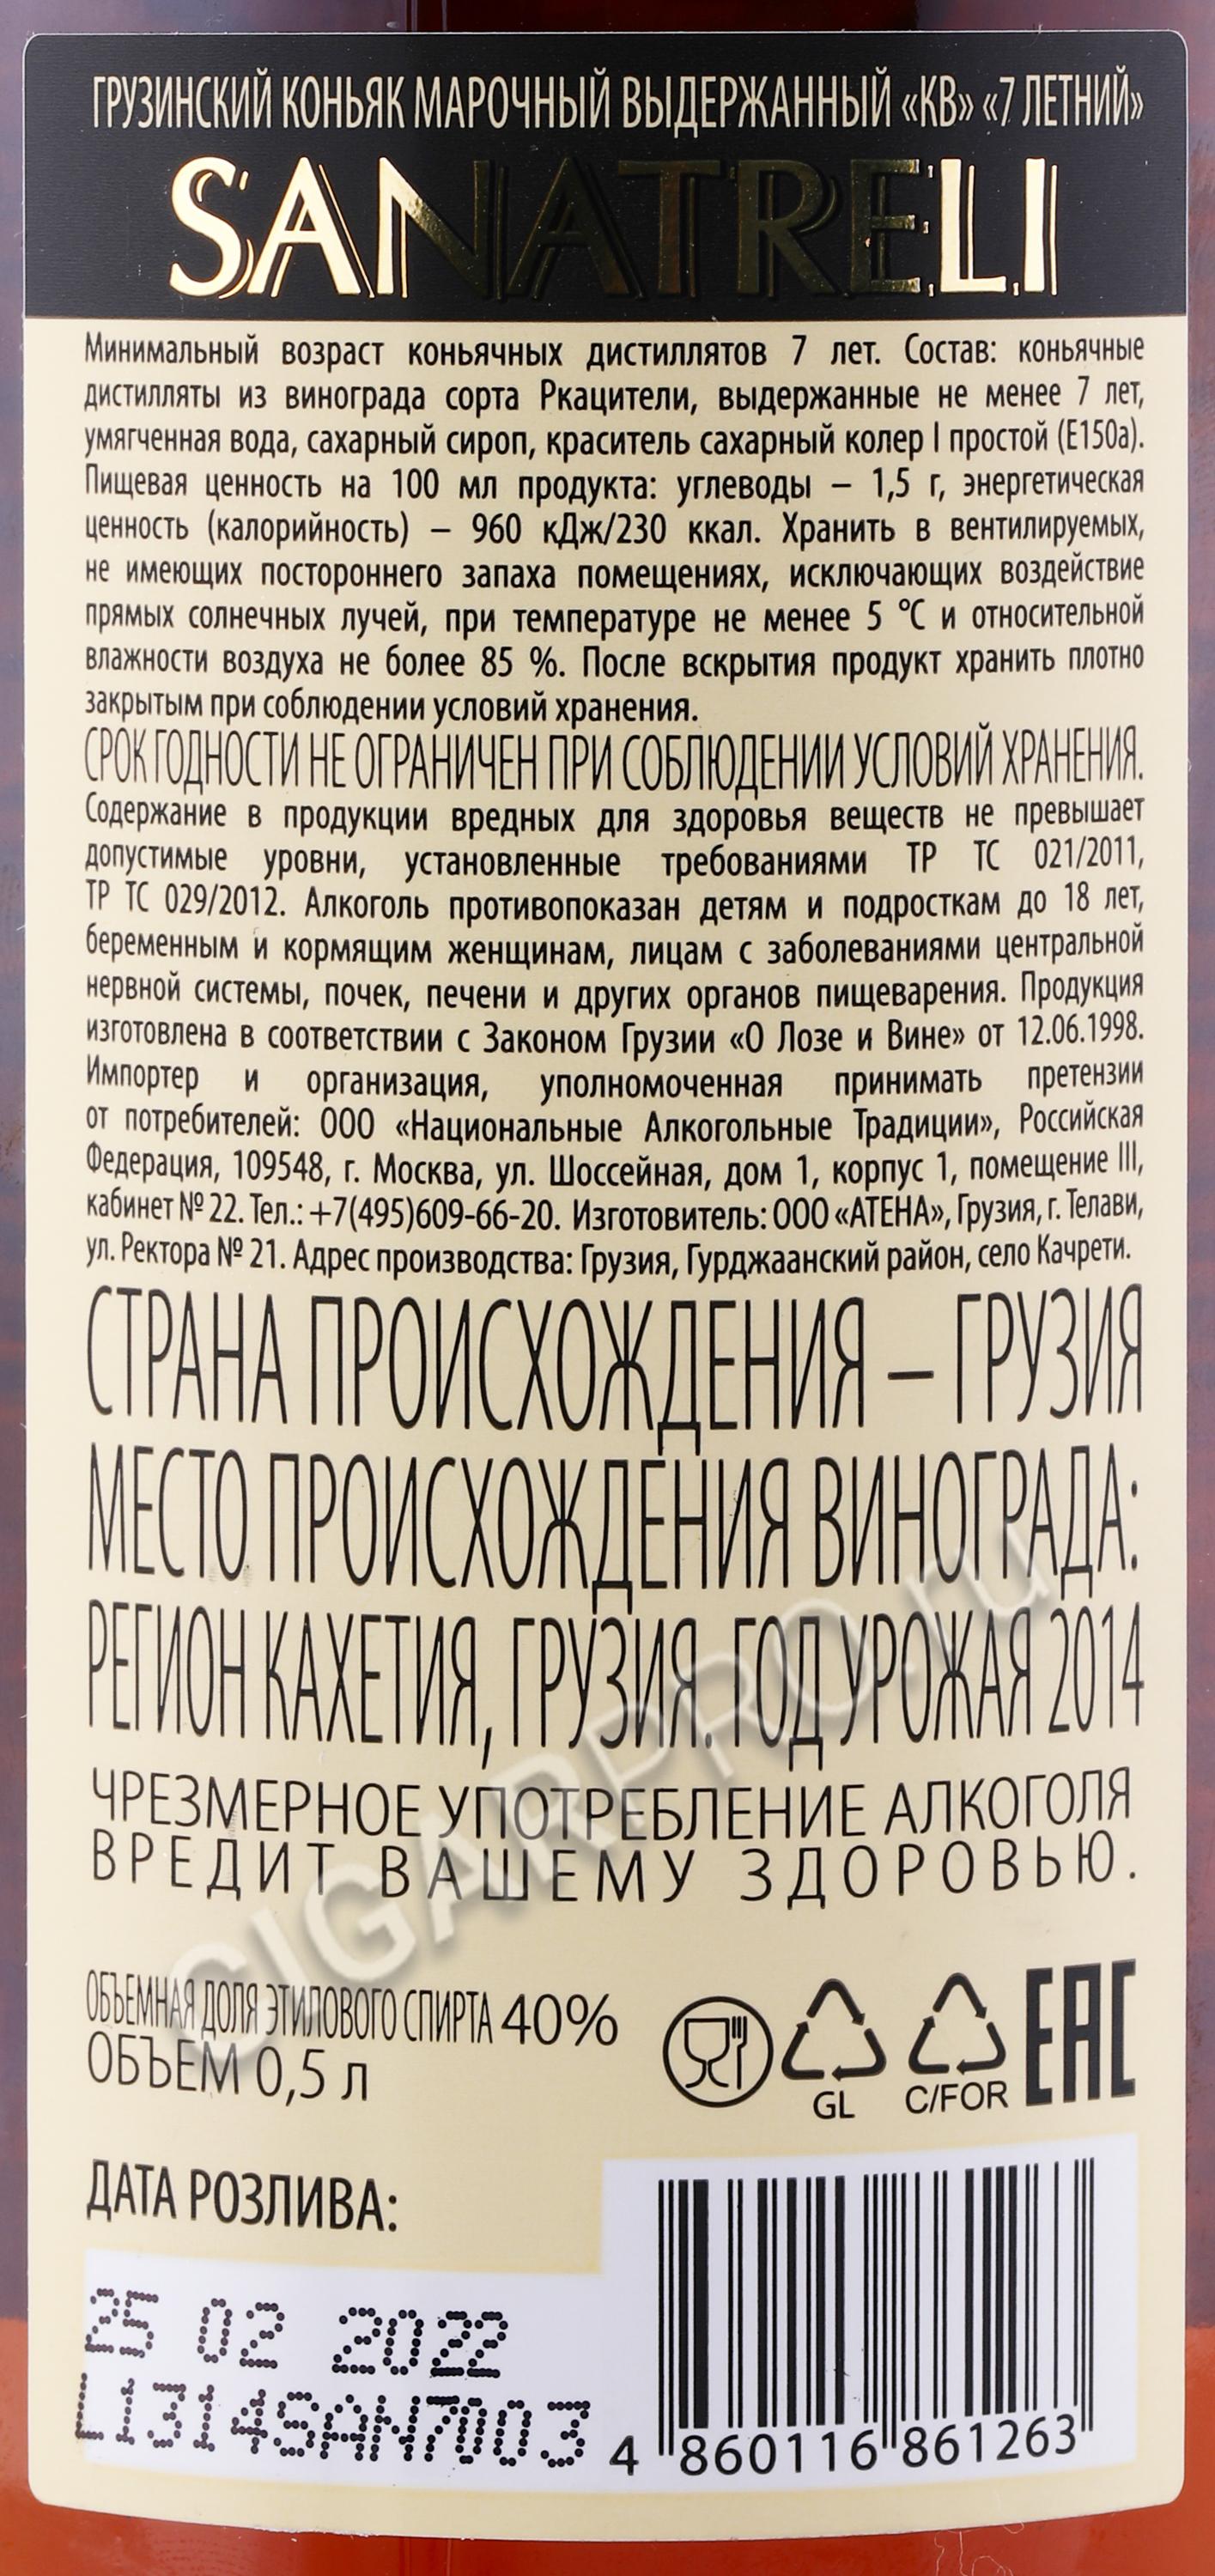 ГРУЗИНСКИЙ КОНЬЯК МАРОЧНЫЙ ВЫДЕРЖАННЫЙ «КВ» «7 ЛЕТНИЙ»
SANATRELI
Минимальный возраст коньячных дистиллятов 7 лет. Состав: коньячные
дистилляты из винограда сорта Ркацители, выдержанные не менее 7 лет,
умягченная вода, сахарный сироп, краситель сахарный колер I простой (Е150а).
Пищевая ценность на 100 мл продукта: углеводы – 1,5 г, энергетическая
ценность (калорийность) – 960 кДж/230 ккал. Хранить в вентилируемых,
не имеющих постороннего запаха помещениях, исключающих воздействие
прямых солнечных лучей, при температуре не менее 5 °С и относительной
влажности воздуха не более 85 %. После вскрытия продукт хранить плотно
закрытым при соблюдении условий хранения.
СРОК ГОДНОСТИ НЕ ОГРАНИЧЕН ПРИ СОБЛЮДЕНИИ УСЛОВИЙ ХРАНЕНИЯ.
Содержание в продукции вредных для здоровья веществ не превышает
допустимые уровни, установленные требованиями ТР ТС 021/2011,
ТР ТС 029/2012. Алкоголь противопоказан детям и подросткам до 18 лет,
беременным и кормящим женщинам, лицам с заболеваниями центральной
нервной системы, почек, печени и других органов пищеварения. Продукция
изготовлена в соответствии с Законом Грузии «О Лозе и Вине» от 12.06.1998.
Импортер и организация, уполномоченная принимать претензии
от потребителей: ООО «Национальные Алкогольные Традиции», Российская
Федерация, 109548, г. Москва, ул. Шоссейная, дом 1, корпус 1, помещение III,
кабинет № 22. Тел.: +7(495)609-66-20. Изготовитель: ООО «АТЕНА», Грузия, г. Телави,
ул. Ректора № 21. Адрес производства: Грузия, Гурджаанский район, село Качрети.
СТРАНА ПРОИСХОЖДЕНИЯ – ГРУЗИЯ
МЕСТО ПРОИСХОЖДЕНИЯ ВИНОГРАДА:
РЕГИОН КАХЕТИЯ, ГРУЗИЯ. ГОД УРОЖАЯ 2014
ЧРЕЗМЕРНОЕ УПОТРЕБЛЕНИЕ АЛКОГОЛЯ
ВРЕДИТ ВАШЕМУ ЗДОРОВЬЮ.
CIGARPRO.ru
ОБЪЕМНАЯ ДОЛЯ ЭТИЛОВОГО СПИРТА 40%
ОБЪЕМ 0,5 л
GL C/FOR EAC
ДАТА РОЗЛИВА:
25 02 2022
L13145AN7003
4 860116 861263